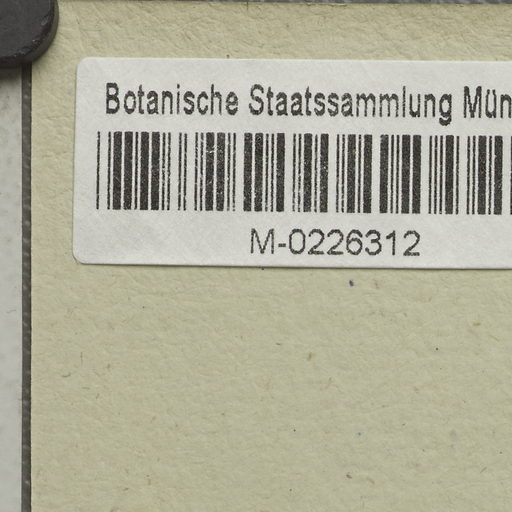 Botanische Staatssammlung Mün
M-0226312